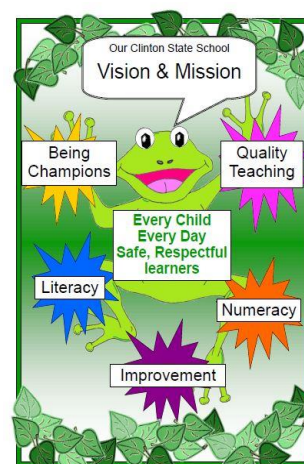 Our Clinton State School
Vision & Mission
Being
Champions
Quality
Teaching
Every Child
Every Day
Safe, Respectful
learners
Literacy
Numeracy
Improvement